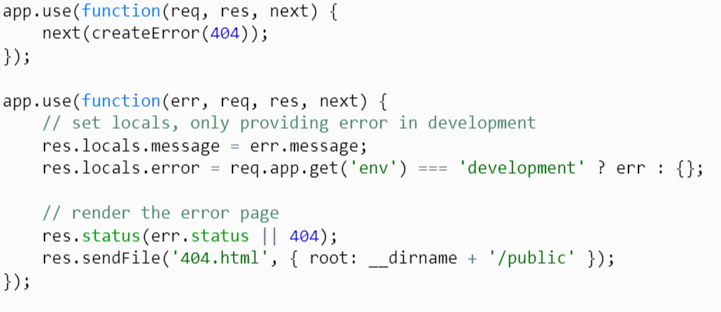 app.use(function(req, res, next) {
    next(createError(404));
});

app.use(function(err, req, res, next) {
    // set locals, only providing error in development
    res.locals.message = err.message;
    res.locals.error = req.app.get('env') === 'development' ? err : {};

    // render the error page
    res.status(err.status || 404);
    res.sendFile('404.html', { root: __dirname + '/public' });
});